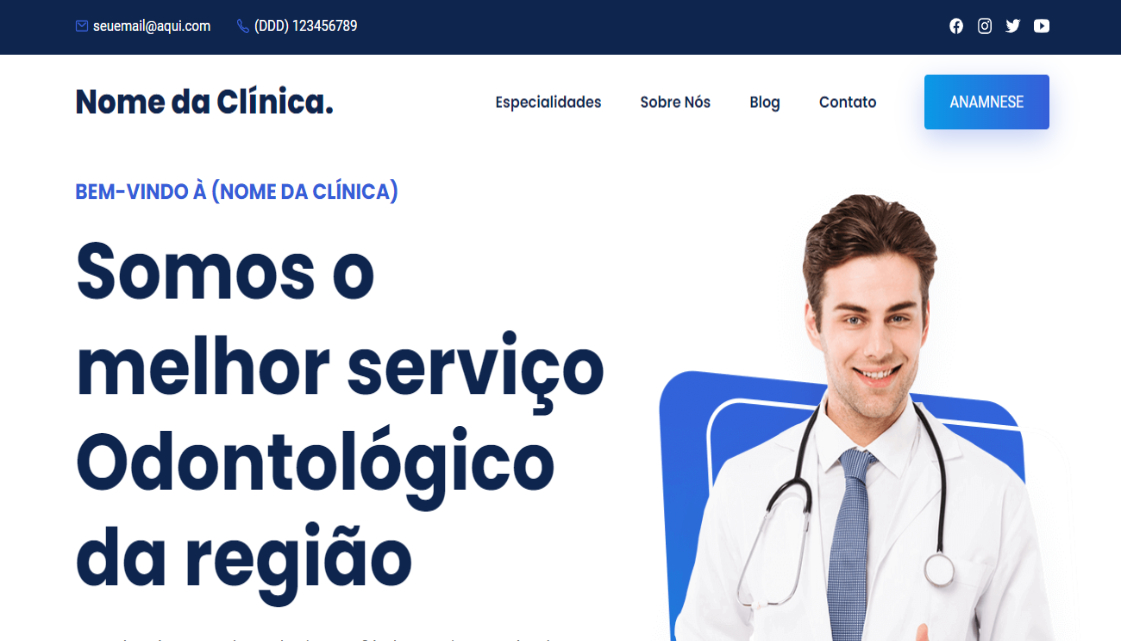 seuemail@aqui.com (DDD) 123456789
Nome da Clínica.
Especialidades Sobre Nós Blog Contato ANAMNESE
BEM-VINDO À (NOME DA CLÍNICA)
Somos o
melhor serviço
Odontológico
da região